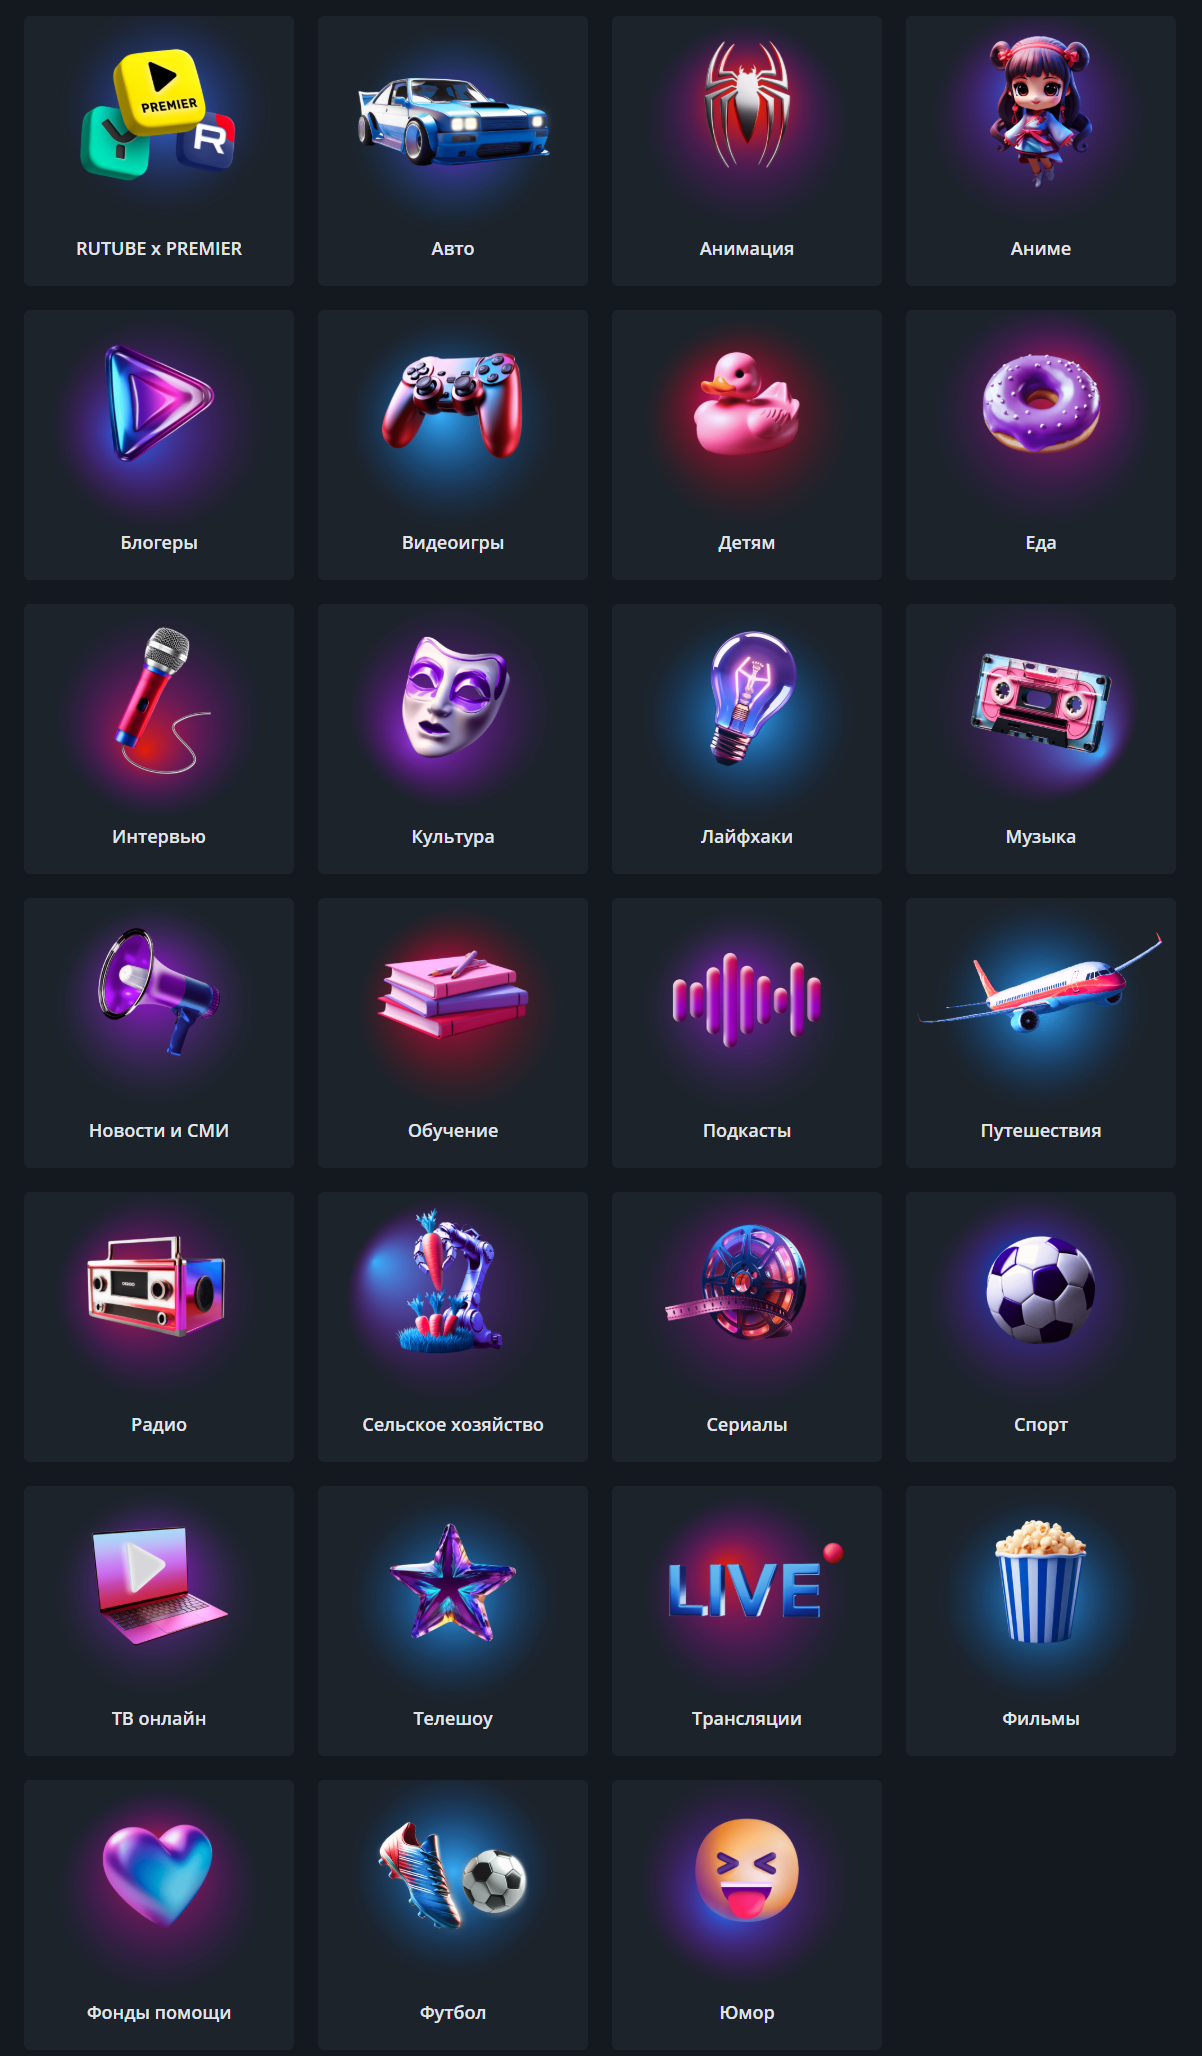 PREMIER
R
RUTUBE x PREMIER
Авто
Анимация
Аниме
Блогеры
Видеоигры
Детям
Еда
Интервью
Культура
Лайфхаки
Музыка
Новости и СМИ
Обучение
Подкасты
Путешествия
Радио
Сельское хозяйство
Сериалы
Спорт
LIVE
ТВ онлайн
Телешоу
Трансляции
Фильмы
Фонды помощи
Футбол
Юмор